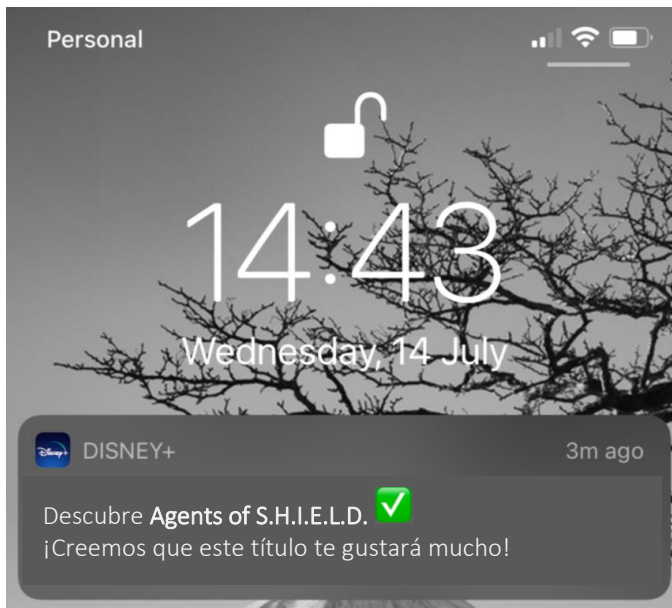 Personal
14:43
Wednesday, 14 July
Disney+
DISNEY+ 3m ago
Descubre Agents of S.H.I.E.L.D. ✅
¡Creemos que este título te gustará mucho!